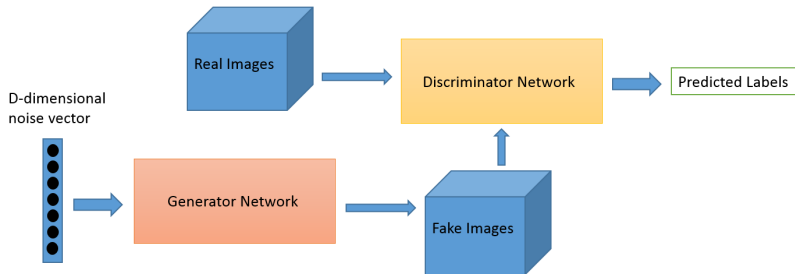 Real Images
Discriminator Network
Predicted Labels
D-dimensional
noise vector
Generator Network
Fake Images